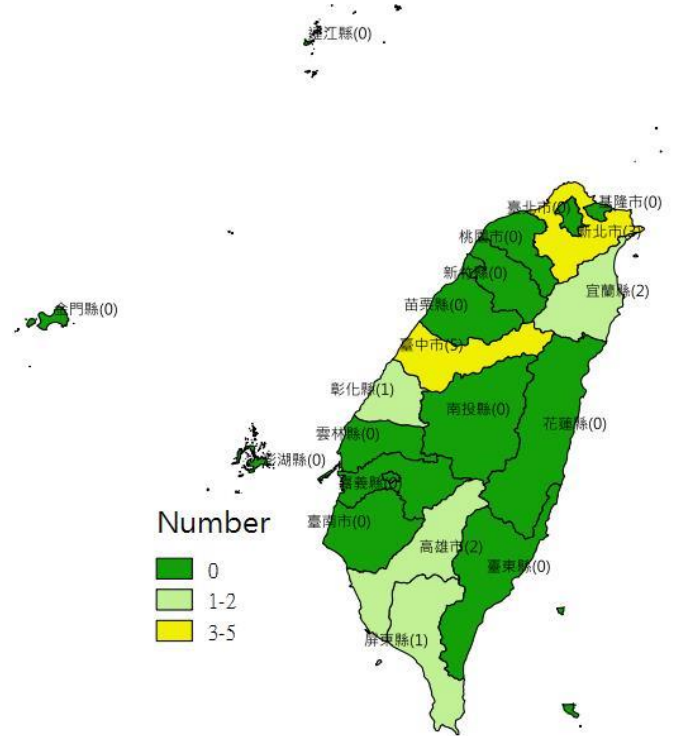 連江縣(0)
臺北市(0)
基隆市(0)
新北市(3)
桃園市(0)
新竹縣(0)
宜蘭縣(2)
苗栗縣(0)
金門縣(0)
臺中市(5)
彰化縣(1)
南投縣(0)
花蓮縣(0)
雲林縣(0)
澎湖縣(0)
嘉義縣(0)
臺南市(0)
高雄市(2)
臺東縣(0)
屏東縣(1)
Number
0
1-2
3-5